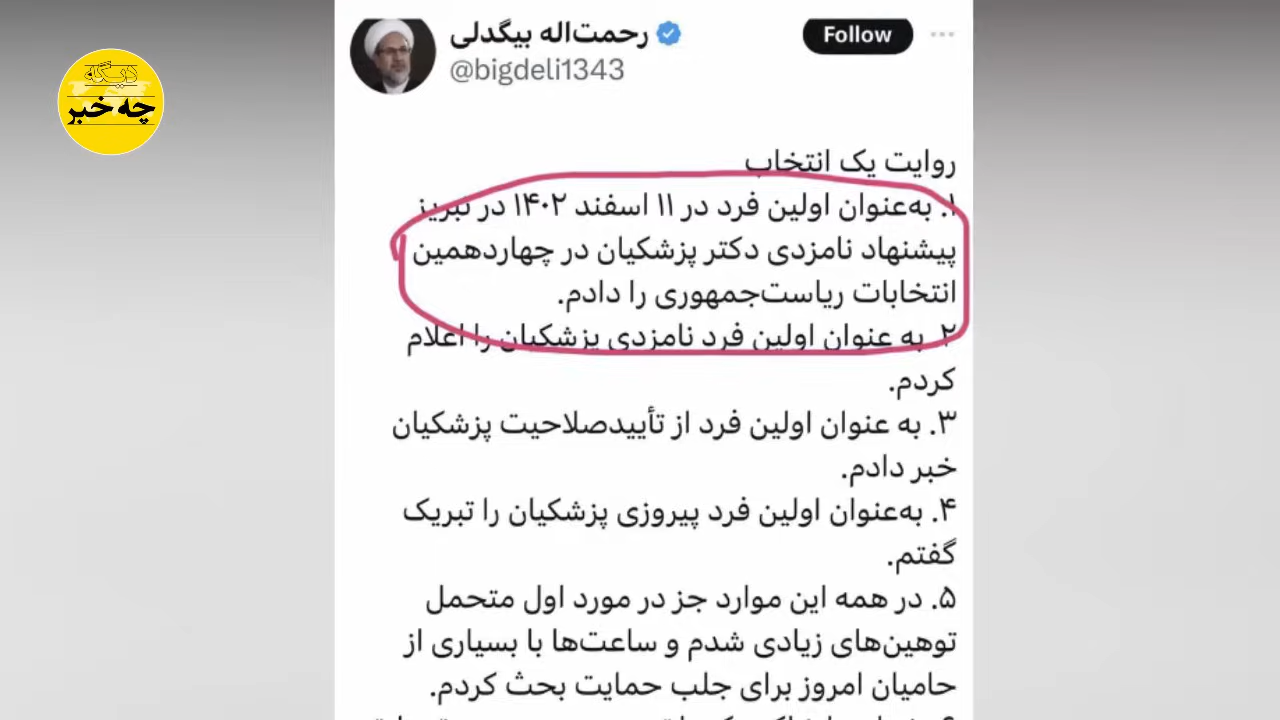 دیگه
چه خبر
رحمت‌اله بیگدلی
@bigdeli1343
Follow
روایت یک انتخاب
۱. به‌عنوان اولین فرد در ۱۱ اسفند ۱۴۰۲ در تبریز
پیشنهاد نامزدی دکتر پزشکیان در چهاردهمین
انتخابات ریاست‌جمهوری را دادم.
۲. به عنوان اولین فرد نامزدی پزشکیان را اعلام
کردم.
۳. به عنوان اولین فرد از تأییدصلاحیت پزشکیان
خبر دادم.
۴. به‌عنوان اولین فرد پیروزی پزشکیان را تبریک
گفتم.
۵. در همه این موارد جز در مورد اول متحمل
توهین‌های زیادی شدم و ساعت‌ها با بسیاری از
حامیان امروز برای جلب حمایت بحث کردم.